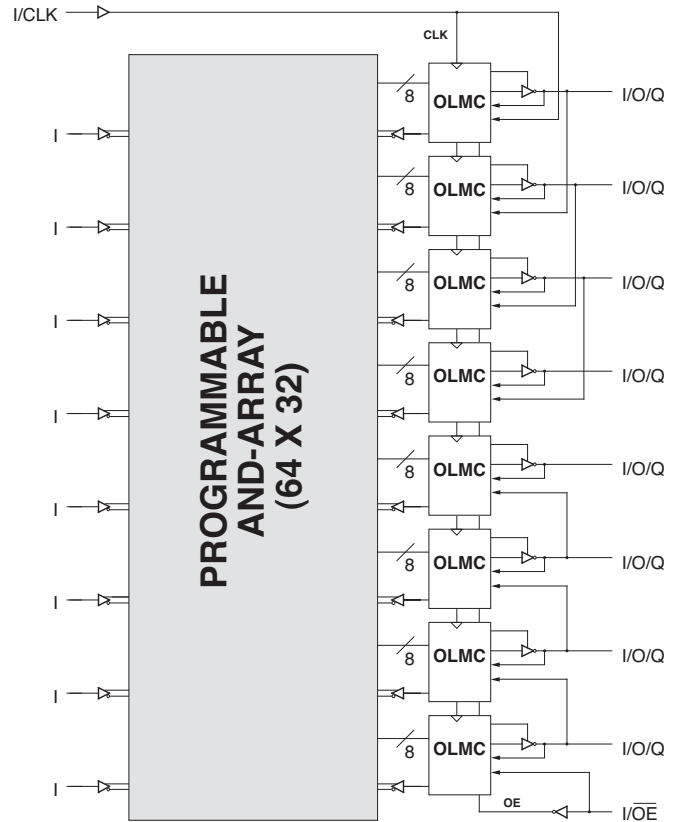 I/CLK
CLK
8
OLMC
I/O/Q
I
8
OLMC
I/O/Q
I
8
OLMC
I/O/Q
I
8
OLMC
I/O/Q
I
8
OLMC
I/O/Q
I
8
OLMC
I/O/Q
I
8
OLMC
I/O/Q
I
8
OLMC
I/O/Q
I
OE
I/O̅E̅
PROGRAMMABLE
AND-ARRAY
(64 X 32)